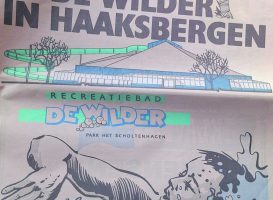 DE WILDER
IN HAAKSBERGEN
RECREATIEBAD
DE WILDER
PARK HET SCHOLTENHAGEN